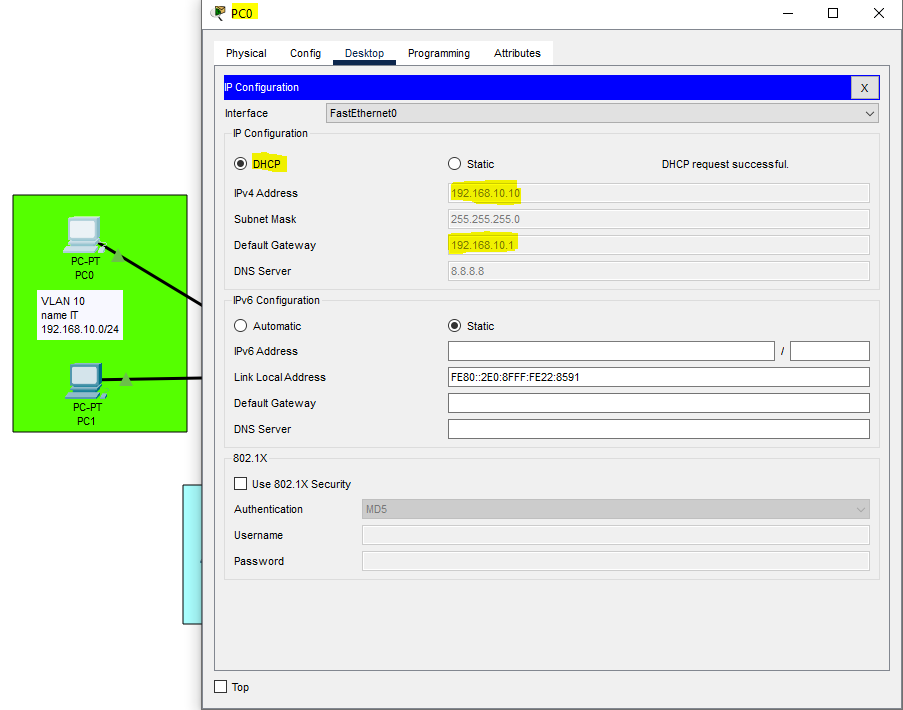 PC0
Physical Config Desktop Programming Attributes
IP Configuration X
Interface FastEthernet0
IP Configuration
DHCP Static DHCP request successful.
IPv4 Address 192.168.10.10
Subnet Mask 255.255.255.0
Default Gateway 192.168.10.1
DNS Server 8.8.8.8
IPv6 Configuration
Automatic Static
IPv6 Address /
Link Local Address FE80::2E0:8FFF:FE22:8591
Default Gateway
DNS Server
802.1X
Use 802.1X Security
Authentication MD5
Username
Password
Top
PC-PT
PC0
VLAN 10
name IT
192.168.10.0/24
PC-PT
PC1